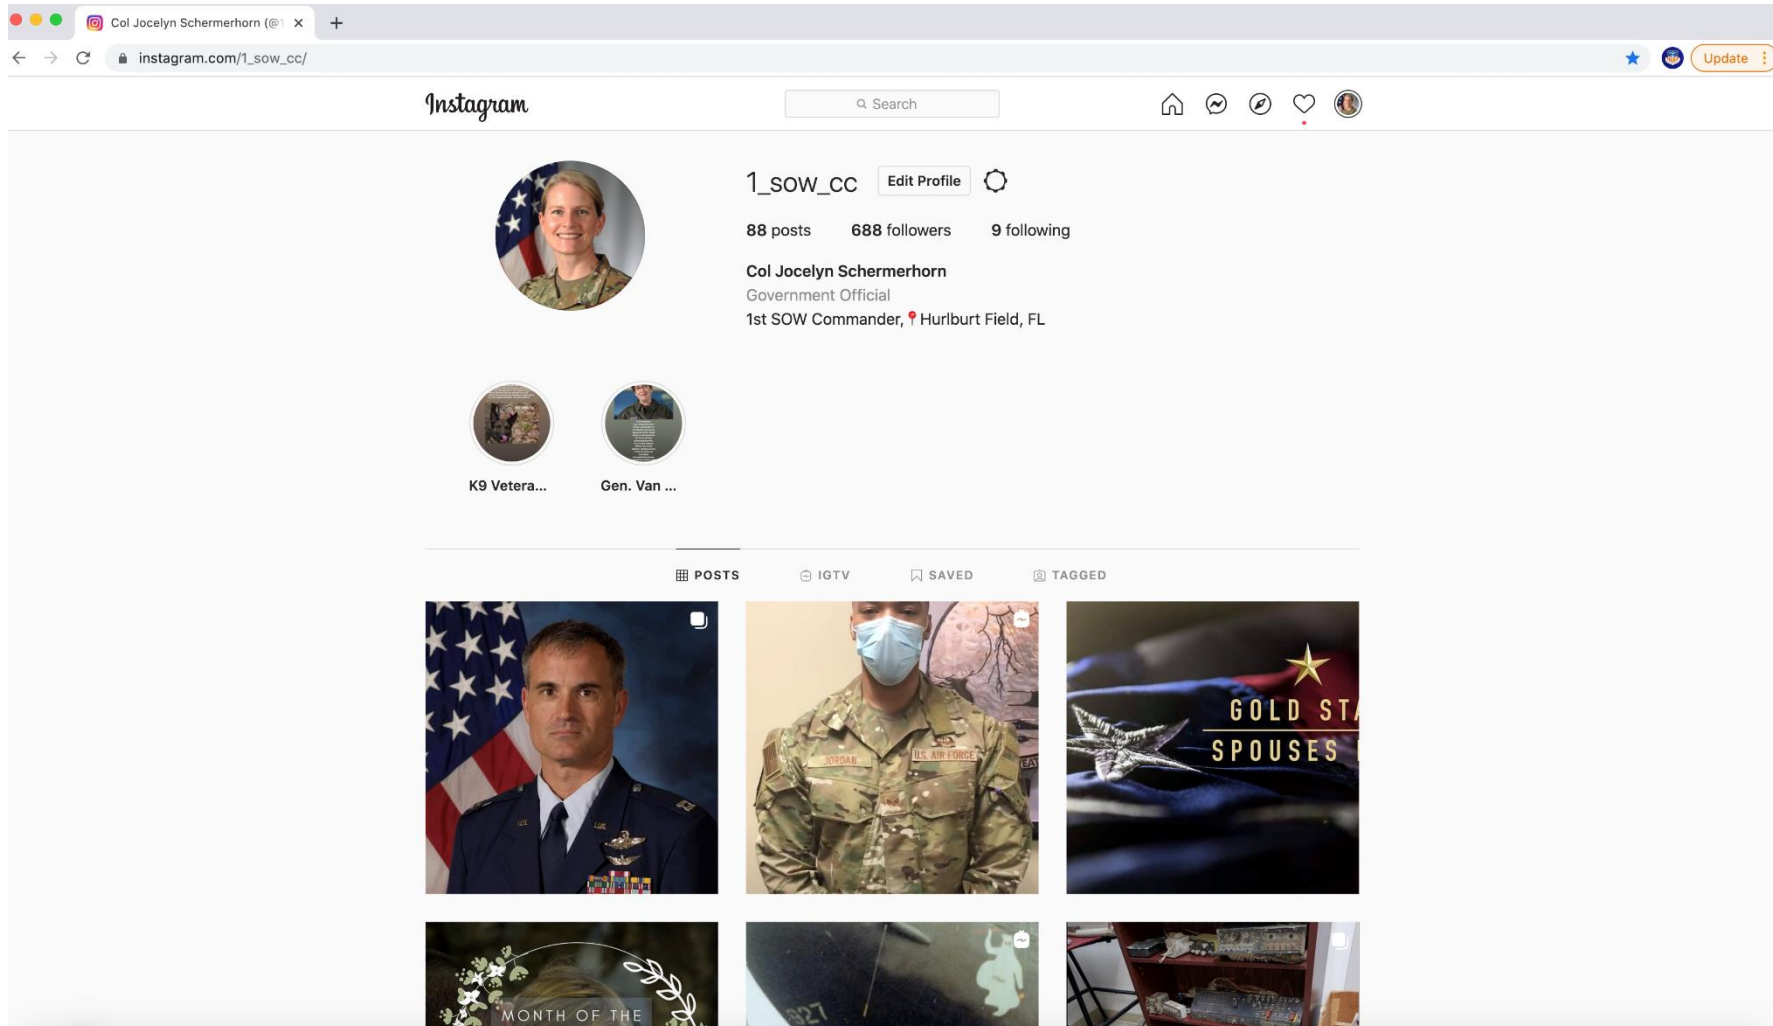 Col Jocelyn Schermerhorn (@1
instagram.com/1_sow_cc/
Update
Instagram
Search
1_sow_cc
Edit Profile
88 posts 688 followers 9 following
Col Jocelyn Schermerhorn
Government Official
1st SOW Commander,📍Hurlburt Field, FL
K9 Vetera...
Gen. Van ...
POSTS IGTV SAVED TAGGED
JORDAN
U.S. AIR FORCE
GOLD STA
SPOUSES
MONTH OF THE